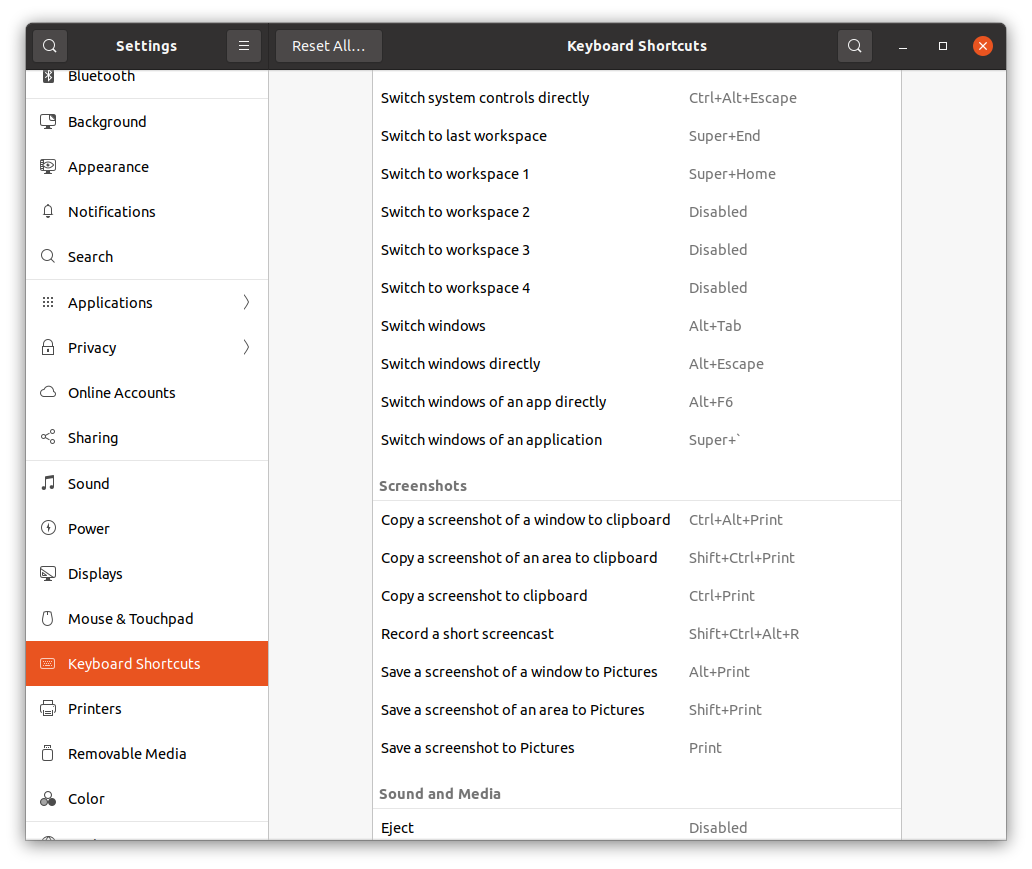 Settings
Reset All...
Keyboard Shortcuts
Bluetooth
Background
Appearance
Notifications
Search
Applications
Privacy
Online Accounts
Sharing
Sound
Power
Displays
Mouse & Touchpad
Keyboard Shortcuts
Printers
Removable Media
Color
Switch system controls directly Ctrl+Alt+Escape
Switch to last workspace Super+End
Switch to workspace 1 Super+Home
Switch to workspace 2 Disabled
Switch to workspace 3 Disabled
Switch to workspace 4 Disabled
Switch windows Alt+Tab
Switch windows directly Alt+Escape
Switch windows of an app directly Alt+F6
Switch windows of an application Super+`
Screenshots
Copy a screenshot of a window to clipboard Ctrl+Alt+Print
Copy a screenshot of an area to clipboard Shift+Ctrl+Print
Copy a screenshot to clipboard Ctrl+Print
Record a short screencast Shift+Ctrl+Alt+R
Save a screenshot of a window to Pictures Alt+Print
Save a screenshot of an area to Pictures Shift+Print
Save a screenshot to Pictures Print
Sound and Media
Eject Disabled